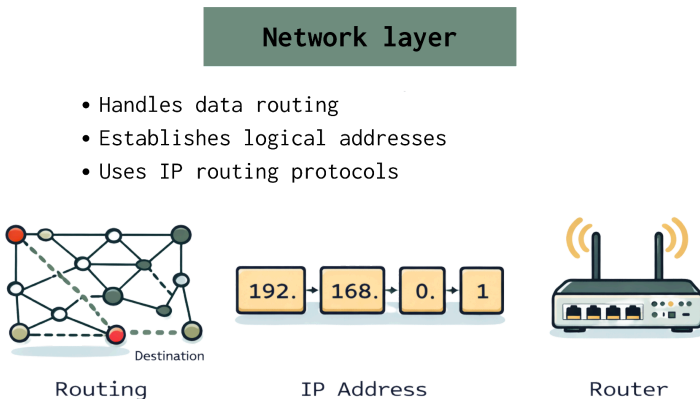 Network layer
• Handles data routing
• Establishes logical addresses
• Uses IP routing protocols
192. 168. 0. 1
Destination
Routing IP Address Router